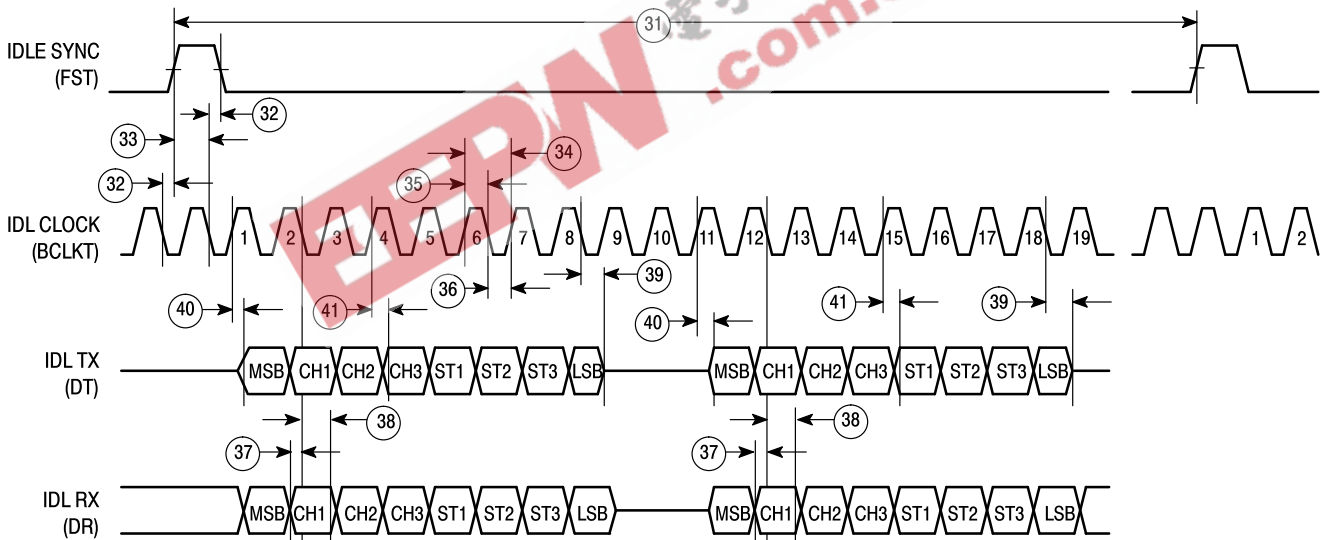 31
IDLE SYNC
(FST)
32
33
34
32
35
IDL CLOCK
(BCLKT)
1 2 3 4 5 6 7 8 9 10 11 12 13 14 15 16 17 18 19 1 2
39
36
40 41 40 41 39
IDL TX
(DT)
MSB CH1 CH2 CH3 ST1 ST2 ST3 LSB MSB CH1 CH2 CH3 ST1 ST2 ST3 LSB
38 38
37 37
IDL RX
(DR)
MSB CH1 CH2 CH3 ST1 ST2 ST3 LSB MSB CH1 CH2 CH3 ST1 ST2 ST3 LSB
EEPW
.com.